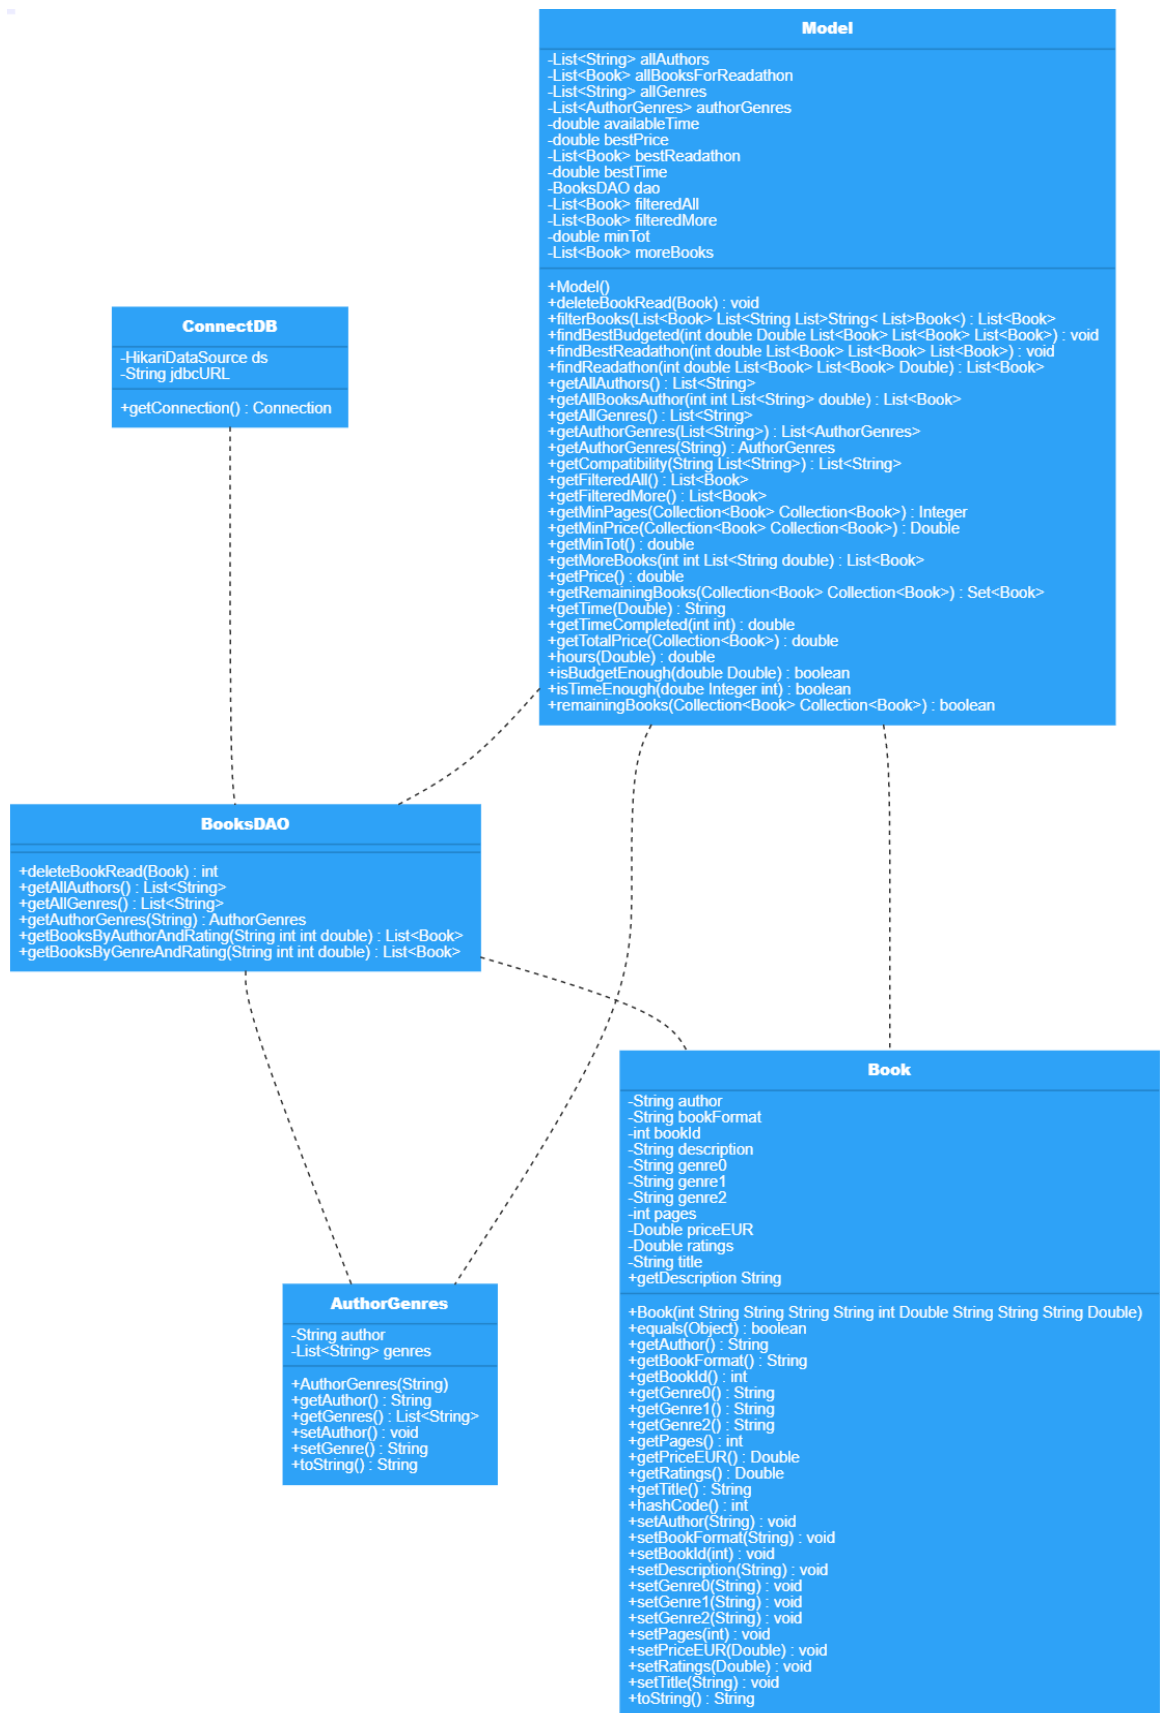 Model
-List<String> allAuthors
-List<Book> allBooksForReadathon
-List<String> allGenres
-List<AuthorGenres> authorGenres
-double availableTime
-double bestPrice
-List<Book> bestReadathon
-double bestTime
-BooksDAO dao
-List<Book> filteredAll
-List<Book> filteredMore
-double minTot
-List<Book> moreBooks
+Model()
+deleteBookRead(Book) : void
+filterBooks(List<Book> List<String List>String< List>Book<) : List<Book>
+findBestBudgeted(int double Double List<Book> List<Book> List<Book>) : void
+findBestReadathon(int double List<Book> List<Book> List<Book>) : void
+findReadathon(int double List<Book> List<Book> Double) : List<Book>
+getAllAuthors() : List<String>
+getAllBooksAuthor(int int List<String> double) : List<Book>
+getAllGenres() : List<String>
+getAuthorGenres(List<String>) : List<AuthorGenres>
+getAuthorGenres(String) : AuthorGenres
+getCompatibility(String List<String>) : List<String>
+getFilteredAll() : List<Book>
+getFilteredMore() : List<Book>
+getMinPages(Collection<Book> Collection<Book>) : Integer
+getMinPrice(Collection<Book> Collection<Book>) : Double
+getMinTot() : double
+getMoreBooks(int int List<String double) : List<Book>
+getPrice() : double
+getRemainingBooks(Collection<Book> Collection<Book>) : Set<Book>
+getTime(Double) : String
+getTimeCompleted(int int) : double
+getTotalPrice(Collection<Book>) : double
+hours(Double) : double
+isBudgetEnough(double Double) : boolean
+isTimeEnough(doube Integer int) : boolean
+remainingBooks(Collection<Book> Collection<Book>) : boolean
ConnectDB
-HikariDataSource ds
-String jdbcURL
+getConnection() : Connection
BooksDAO
+deleteBookRead(Book) : int
+getAllAuthors() : List<String>
+getAllGenres() : List<String>
+getAuthorGenres(String) : AuthorGenres
+getBooksByAuthorAndRating(String int int double) : List<Book>
+getBooksByGenreAndRating(String int int double) : List<Book>
Book
-String author
-String bookFormat
-int bookId
-String description
-String genre0
-String genre1
-String genre2
-int pages
-Double priceEUR
-Double ratings
-String title
+getDescription String
+Book(int String String String String int Double String String String Double)
+equals(Object) : boolean
+getAuthor() : String
+getBookFormat() : String
+getBookId() : int
+getGenre0() : String
+getGenre1() : String
+getGenre2() : String
+getPages() : int
+getPriceEUR() : Double
+getRatings() : Double
+getTitle() : String
+hashCode() : int
+setAuthor(String) : void
+setBookFormat(String) : void
+setBookId(int) : void
+setDescription(String) : void
+setGenre0(String) : void
+setGenre1(String) : void
+setGenre2(String) : void
+setPages(int) : void
+setPriceEUR(Double) : void
+setRatings(Double) : void
+setTitle(String) : void
+toString() : String
AuthorGenres
-String author
-List<String> genres
+AuthorGenres(String)
+getAuthor() : String
+getGenres() : List<String>
+setAuthor() : void
+setGenre() : String
+toString() : String